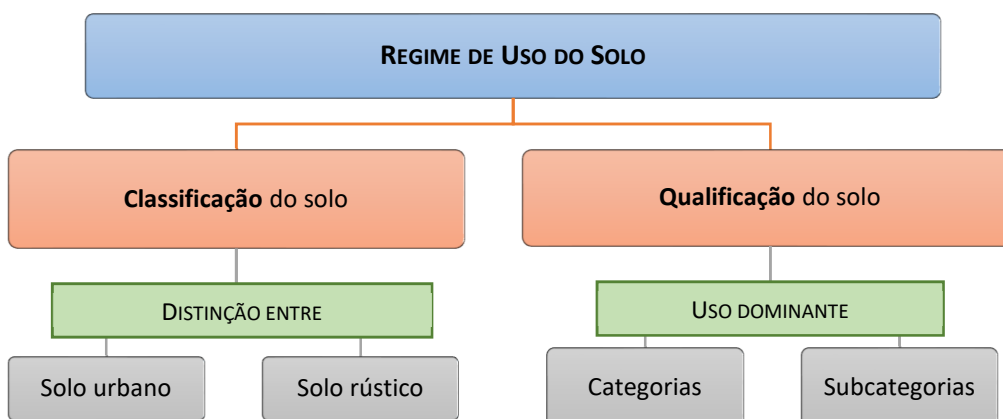 REGIME DE USO DO SOLO
Classificação do solo
Qualificação do solo
DISTINÇÃO ENTRE
USO DOMINANTE
Solo urbano
Solo rústico
Categorias
Subcategorias